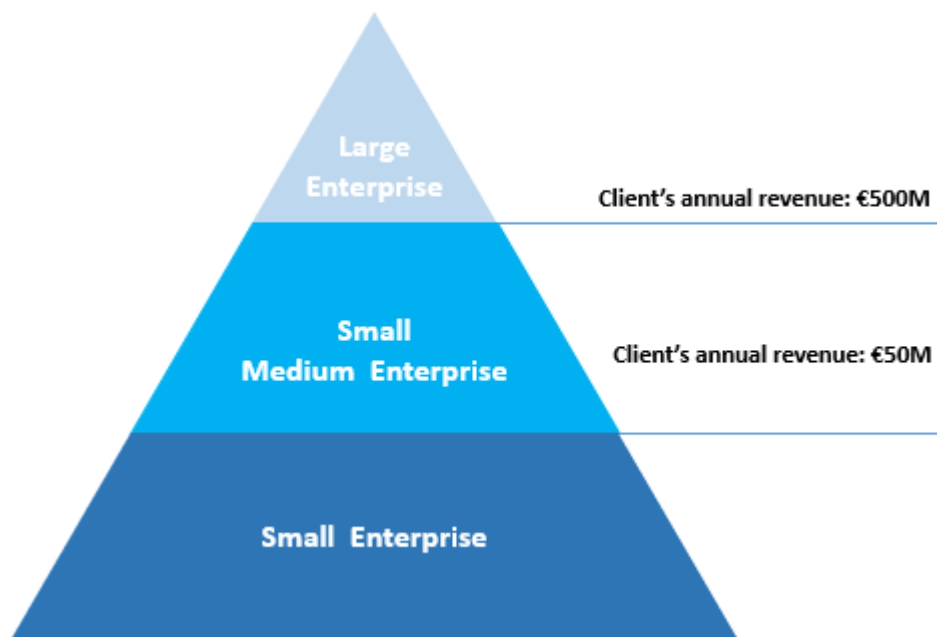 Large
Enterprise
Client’s annual revenue: €500M
Small
Medium Enterprise
Client’s annual revenue: €50M
Small Enterprise